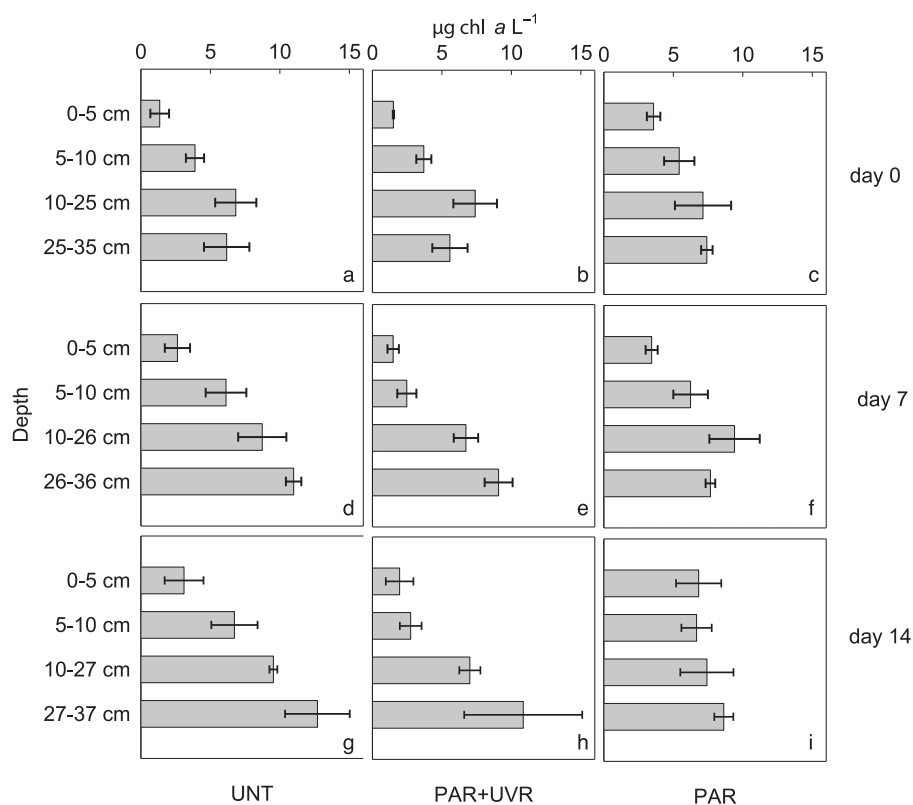 µg chl a L⁻¹
0 5 10 15 0 5 10 15 0 5 10 15
0-5 cm
5-10 cm
10-25 cm
25-35 cm
a b c
day 0
0-5 cm
5-10 cm
10-26 cm
26-36 cm
d e f
day 7
Depth
0-5 cm
5-10 cm
10-27 cm
27-37 cm
g h i
day 14
UNT PAR+UVR PAR